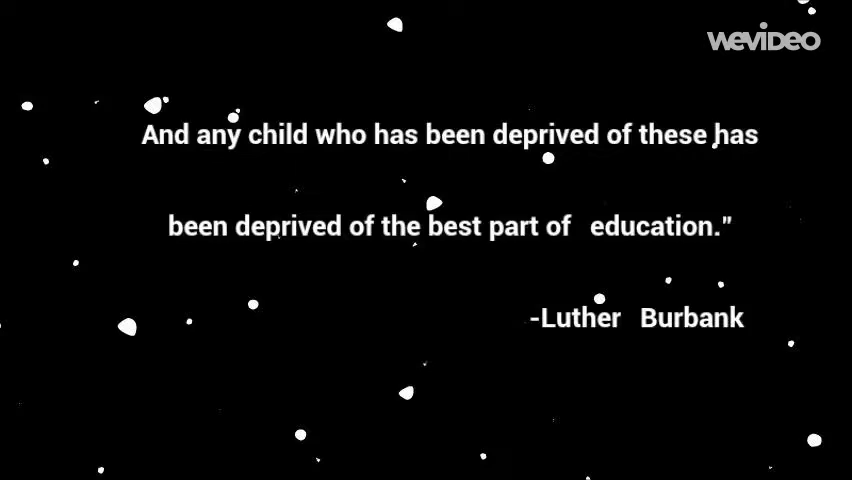 WEVIDEO
And any child who has been deprived of these has
been deprived of the best part of education."
-Luther Burbank